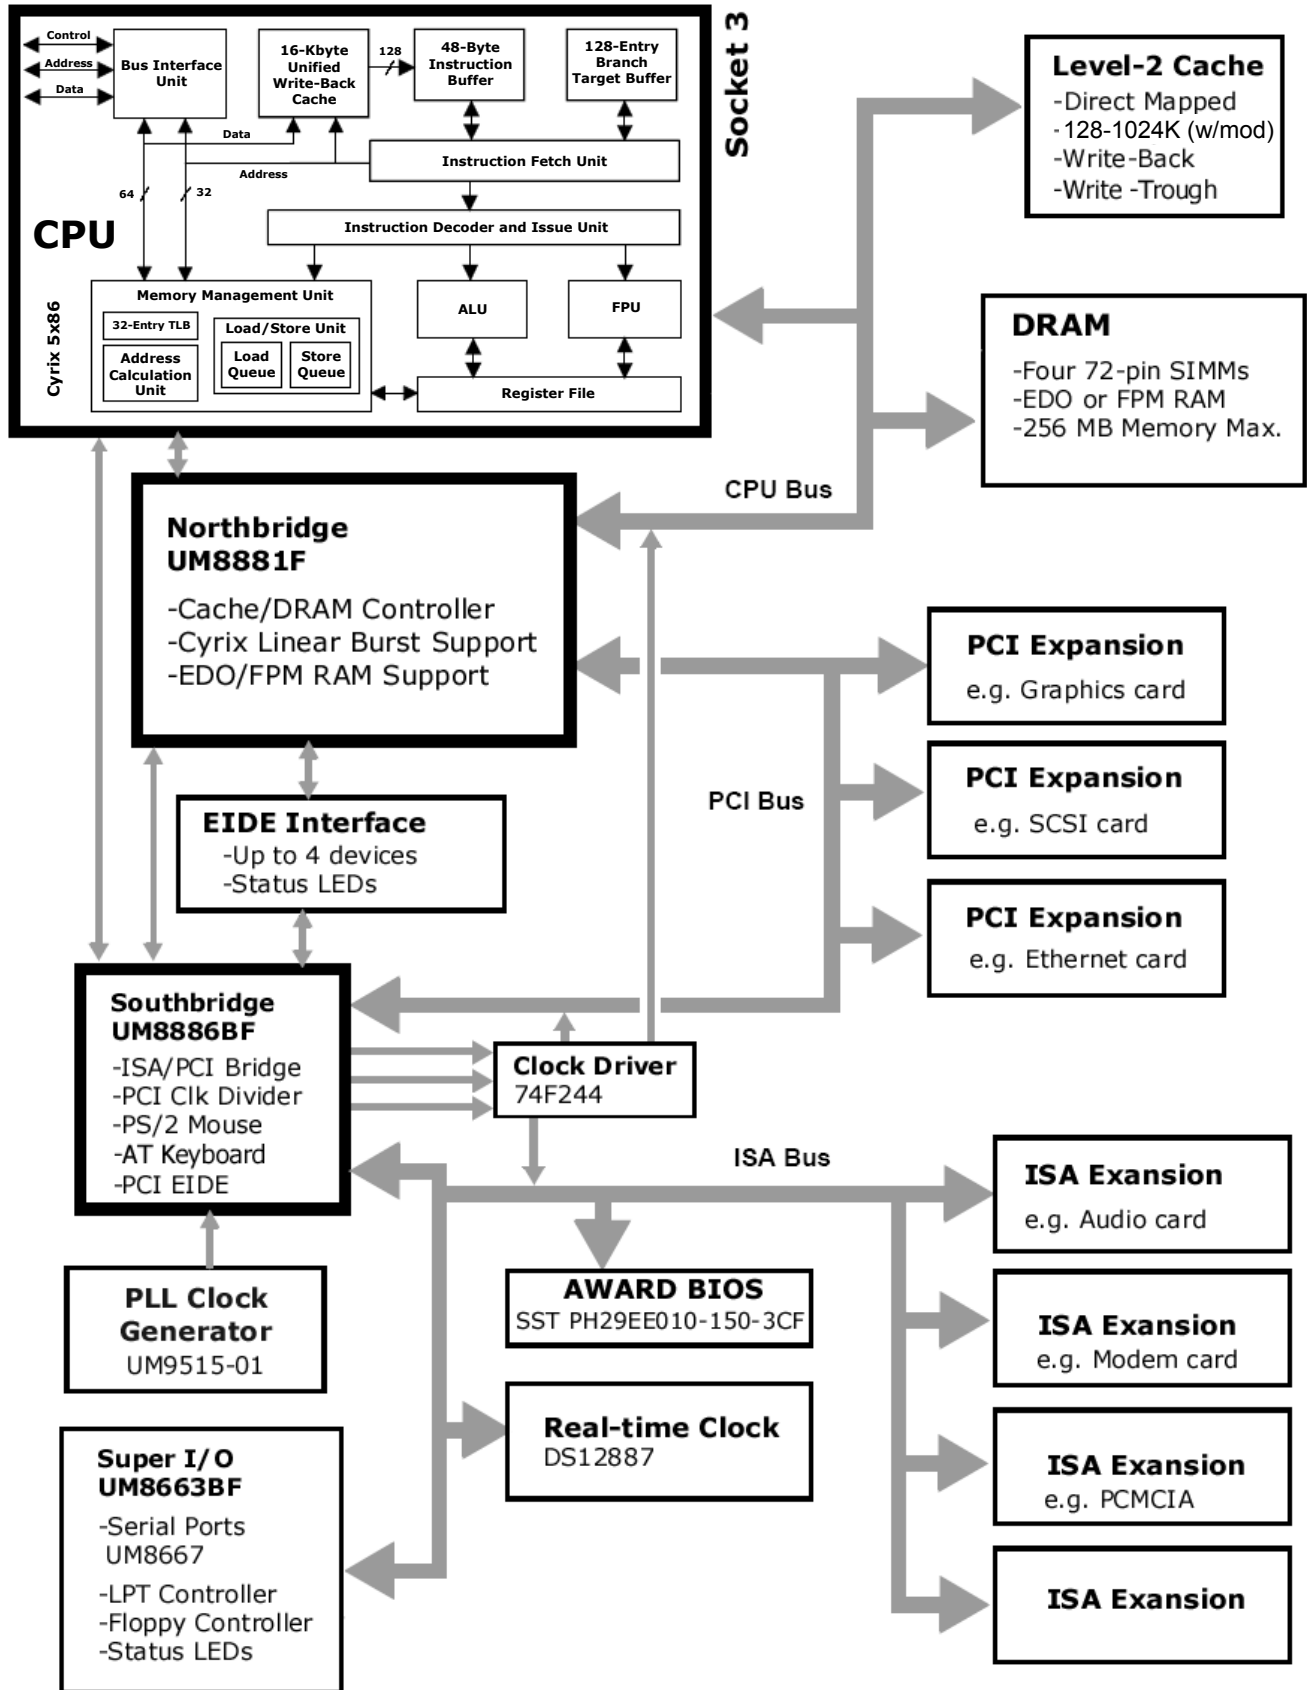 Socket 3
CPU
Cyrix 5x86
Control
Address
Data
Bus Interface
Unit
16-Kbyte
Unified
Write-Back
Cache
128
48-Byte
Instruction
Buffer
128-Entry
Branch
Target Buffer
Data
Address
64
32
Instruction Fetch Unit
Instruction Decoder and Issue Unit
Memory Management Unit
32-Entry TLB
Address
Calculation
Unit
Load/Store Unit
Load
Queue
Store
Queue
ALU
FPU
Register File
Level-2 Cache
-Direct Mapped
-128-1024K (w/mod)
-Write-Back
-Write -Trough
DRAM
-Four 72-pin SIMMs
-EDO or FPM RAM
-256 MB Memory Max.
CPU Bus
Northbridge
UM8881F
-Cache/DRAM Controller
-Cyrix Linear Burst Support
-EDO/FPM RAM Support
PCI Expansion
e.g. Graphics card
PCI Expansion
e.g. SCSI card
PCI Expansion
e.g. Ethernet card
PCI Bus
EIDE Interface
-Up to 4 devices
-Status LEDs
Southbridge
UM8886BF
-ISA/PCI Bridge
-PCI Clk Divider
-PS/2 Mouse
-AT Keyboard
-PCI EIDE
Clock Driver
74F244
ISA Bus
ISA Exansion
e.g. Audio card
ISA Exansion
e.g. Modem card
ISA Exansion
e.g. PCMCIA
ISA Exansion
PLL Clock
Generator
UM9515-01
AWARD BIOS
SST PH29EE010-150-3CF
Real-time Clock
DS12887
Super I/O
UM8663BF
-Serial Ports
UM8667
-LPT Controller
-Floppy Controller
-Status LEDs